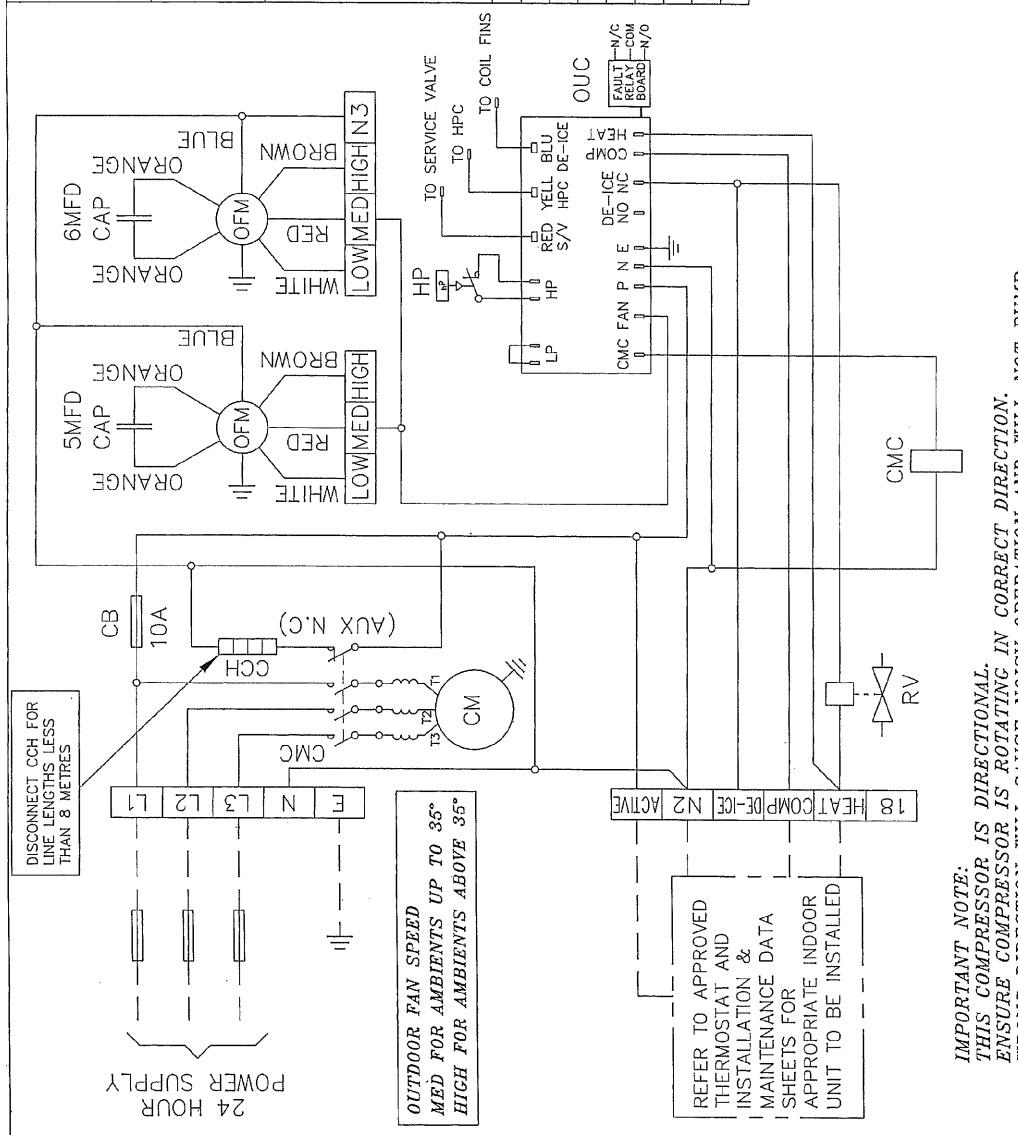 24 HOUR
POWER SUPPLY
DISCONNECT CCH FOR
LINE LENGTHS LESS
THAN 8 METRES
L1
L2
L3
N
E
CB
10A
CCH
(AUX N.C)
CMC
T1
T2
T3
CM
OUTDOOR FAN SPEED
MED FOR AMBIENTS UP TO 35°
HIGH FOR AMBIENTS ABOVE 35°
5MFD
CAP
ORANGE
ORANGE
OFM
BLUE
WHITE
RED
BROWN
LOW
MED
HIGH
6MFD
CAP
ORANGE
ORANGE
OFM
BLUE
WHITE
RED
BROWN
LOW
MED
HIGH
N3
TO SERVICE VALVE
TO HPC
TO COIL FINS
HP
HP
LP
HP
RED
S/V
YELL
HPC
BLU
DE-ICE
OUC
FAULT
RELAY
BOARD
N/C
COM
N/O
CMC
FAN
P
N
E
DE-ICE
NO
NC
COMP
HEAT
CMC
RV
ACTIVE
N2
DE-ICE
COMP
HEAT
18
REFER TO APPROVED
THERMOSTAT AND
INSTALLATION &
MAINTENANCE DATA
SHEETS FOR
APPROPRIATE INDOOR
UNIT TO BE INSTALLED
IMPORTANT NOTE:
THIS COMPRESSOR IS DIRECTIONAL.
ENSURE COMPRESSOR IS ROTATING IN CORRECT DIRECTION.